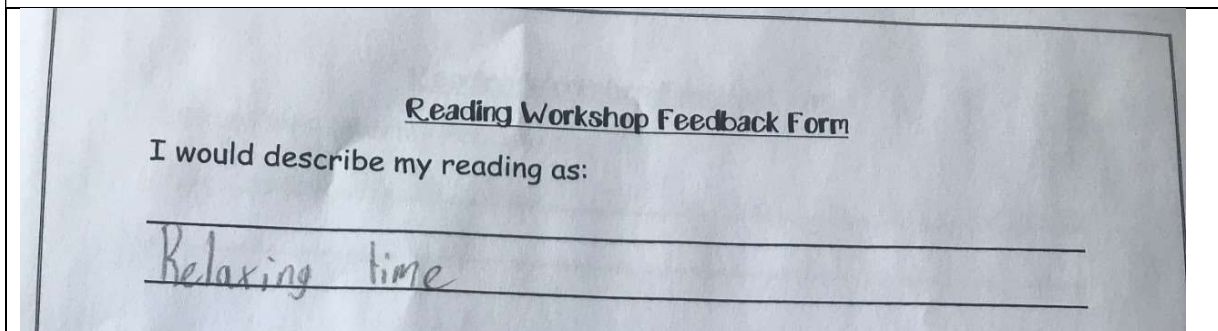 Reading Workshop Feedback Form
I would describe my reading as:
Relaxing time